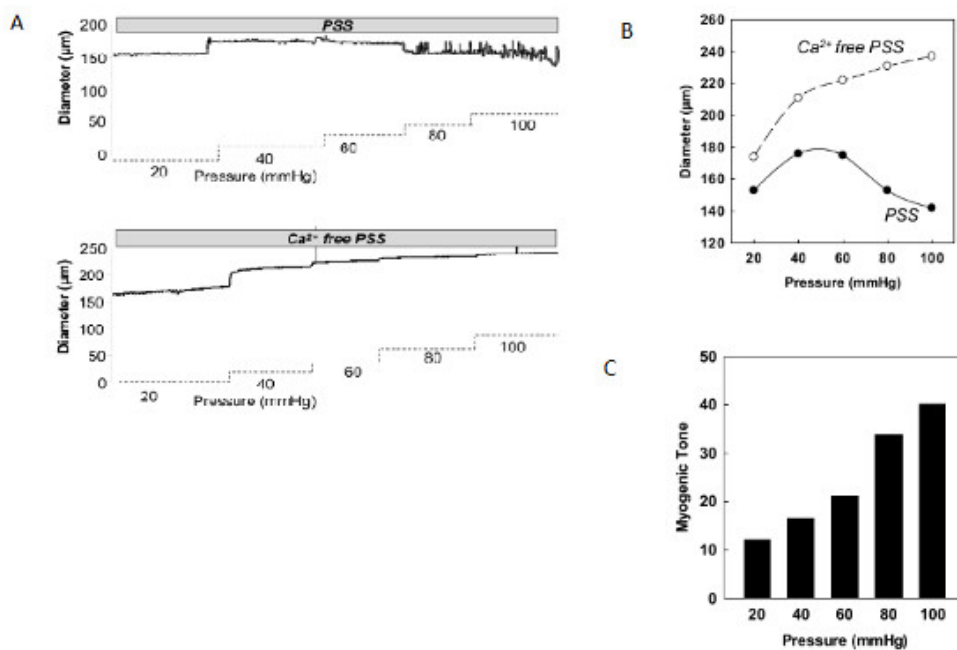 A
PSS
Diameter (µm)
200
150
100
50
0
20
40
60
80
100
Pressure (mmHg)
Ca²⁺ free PSS
Diameter (µm)
250
200
150
100
50
0
20
40
60
80
100
Pressure (mmHg)
B
Diameter (µm)
260
240
220
200
180
160
140
120
Ca²⁺ free PSS
PSS
20 40 60 80 100
Pressure (mmHg)
C
Myogenic Tone
50
40
30
20
10
0
20 40 60 80 100
Pressure (mmHg)